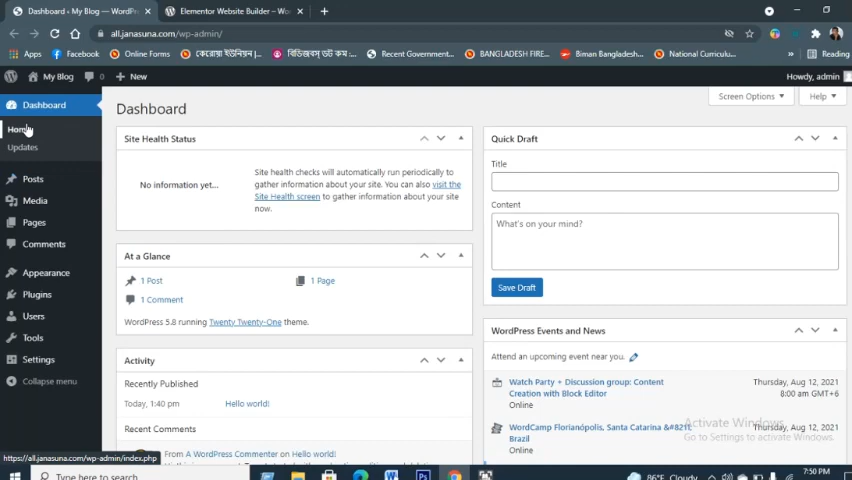 Dashboard ‹ My Blog — WordPress
Elementor Website Builder – Wo
all.janasuna.com/wp-admin/
Apps
Facebook
Online Forms
কেরোয়া ইউনিয়ন |...
বিডিজবস ডট কম :...
Recent Government...
BANGLADESH FIRE...
Biman Bangladesh...
National Curriculu...
»
Reading
My Blog
0
New
Howdy, admin
Dashboard
Home
Updates
Posts
Media
Pages
Comments
Appearance
Plugins
Users
Tools
Settings
Collapse menu
Dashboard
Screen Options
Help
Site Health Status
No information yet...
Site health checks will automatically run periodically to
gather information about your site. You can also visit the
Site Health screen to gather information about your site
now.
At a Glance
1 Post
1 Page
1 Comment
WordPress 5.8 running Twenty Twenty-One theme.
Activity
Recently Published
Today, 1:40 pm
Hello world!
Recent Comments
From A WordPress Commenter on Hello world!
Quick Draft
Title
Content
What's on your mind?
Save Draft
WordPress Events and News
Attend an upcoming event near you.
Watch Party + Discussion group: Content
Creation with Block Editor
Online
Thursday, Aug 12, 2021
8:00 am GMT+6
WordCamp Florianópolis, Santa Catarina &#8211;
Brazil
Online
Thursday, Aug 12, 2021
Activate Windows
Go to Settings to activate Windows.
https://all.janasuna.com/wp-admin/index.php
Type here to search
Ps
86°F Cloudy
7:50 PM